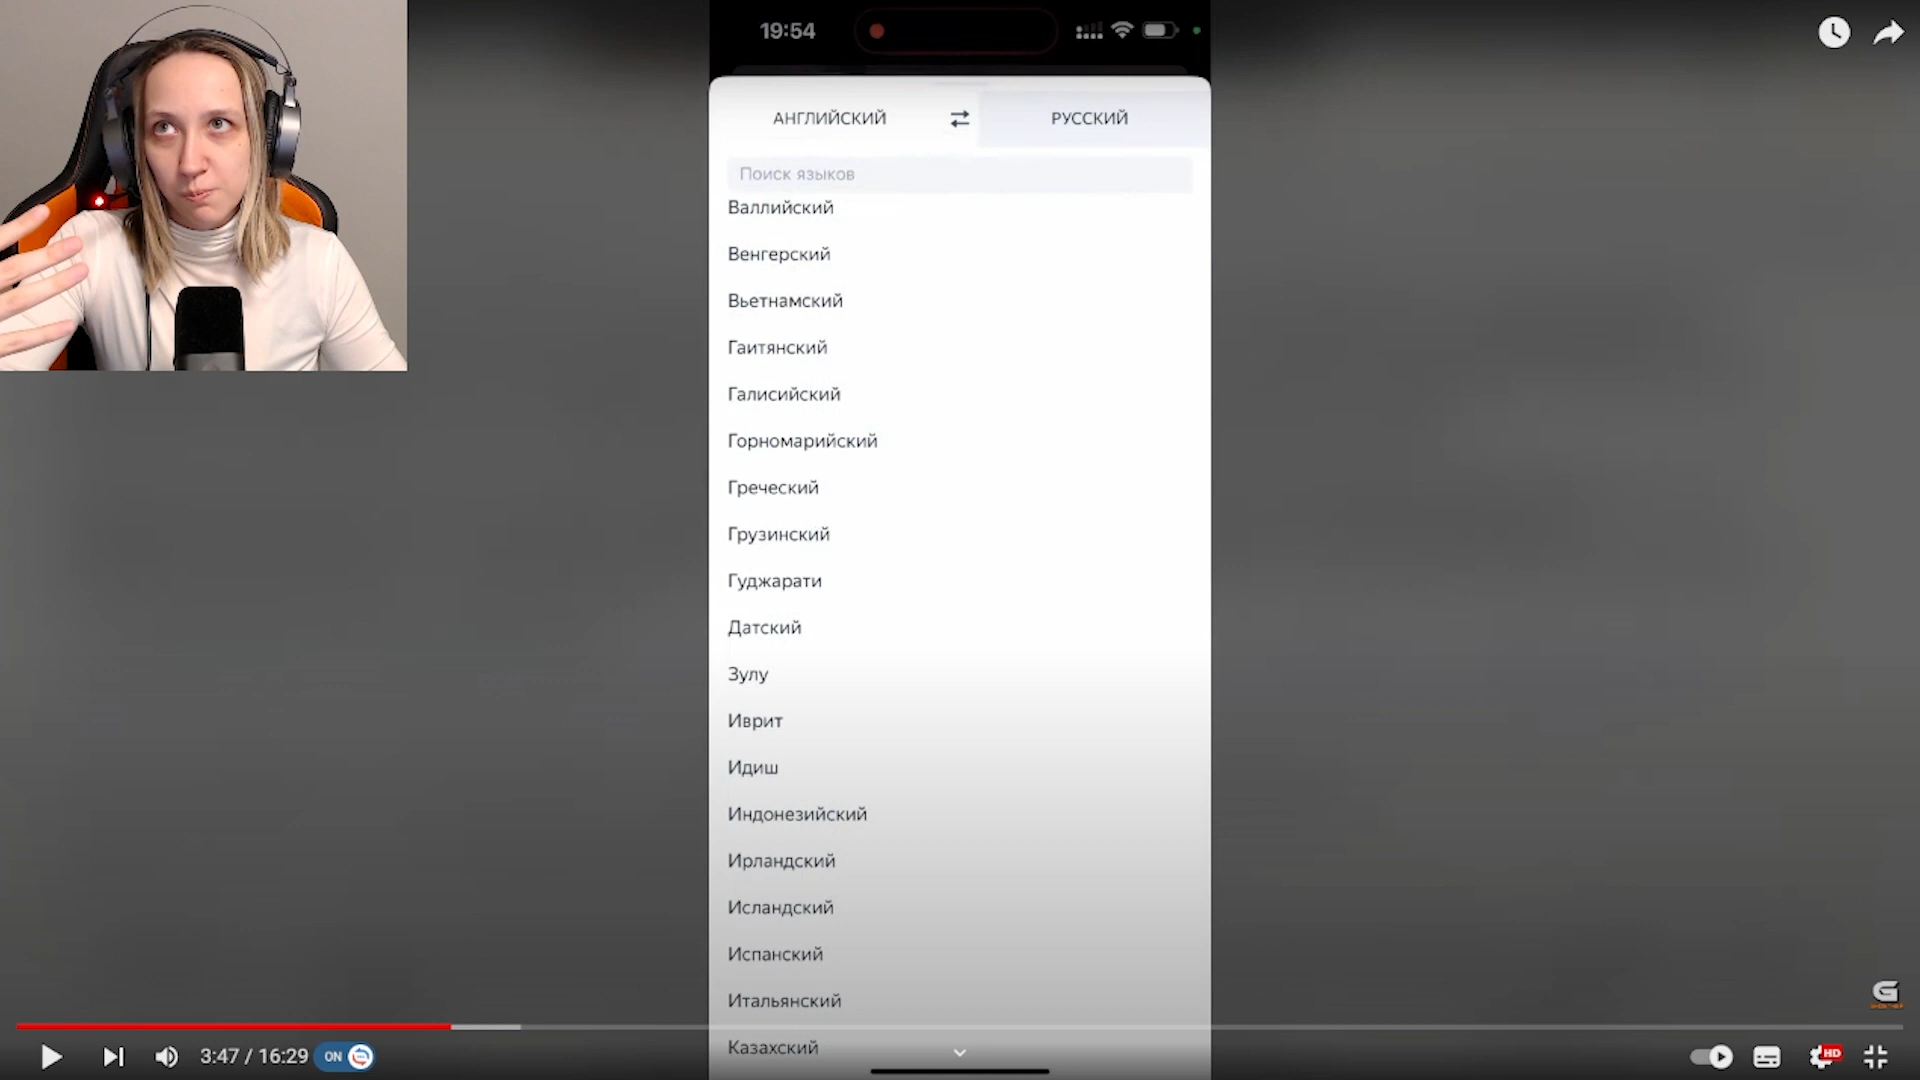 19:54
АНГЛИЙСКИЙ
РУССКИЙ
Поиск языков
Валлийский
Венгерский
Вьетнамский
Гаитянский
Галисийский
Горномарийский
Греческий
Грузинский
Гуджарати
Датский
Зулу
Иврит
Идиш
Индонезийский
Ирландский
Исландский
Испанский
Итальянский
Казахский
3:47 / 16:29
ON
HD
G